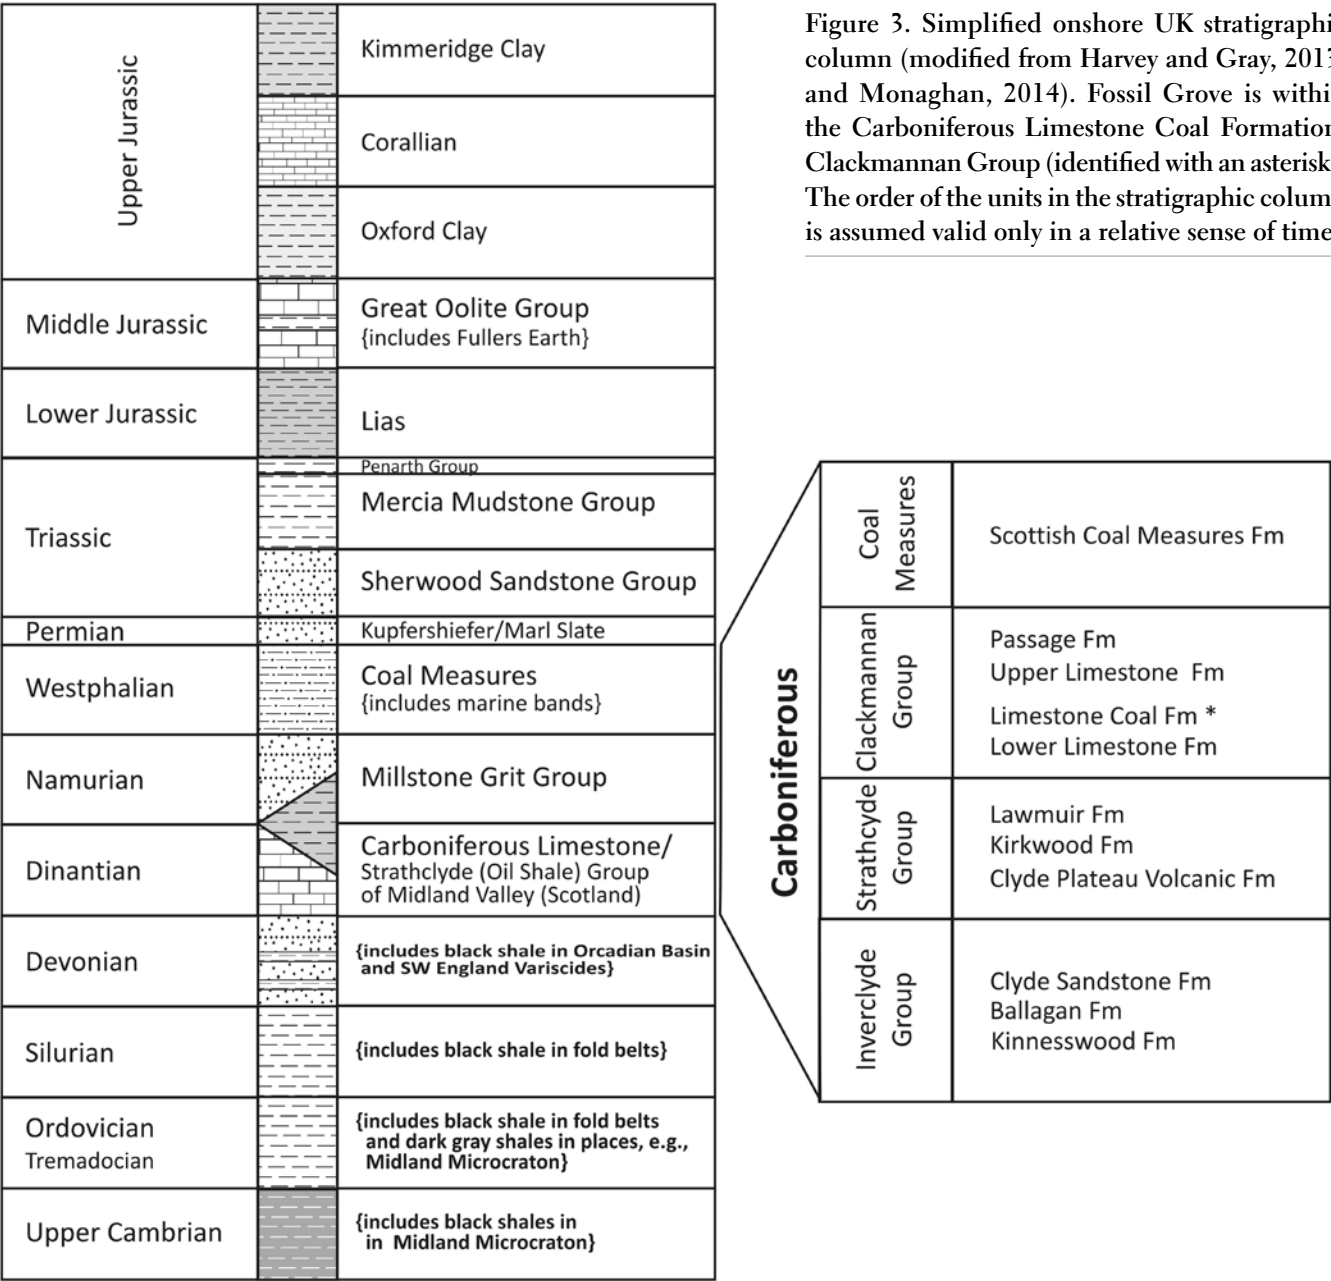 Figure 3. Simplified onshore UK stratigraphi
column (modified from Harvey and Gray, 2013
and Monaghan, 2014). Fossil Grove is withi
the Carboniferous Limestone Coal Formation
Clackmannan Group (identified with an asterisk
The order of the units in the stratigraphic colum
is assumed valid only in a relative sense of time
Upper Jurassic
Kimmeridge Clay
Corallian
Oxford Clay
Middle Jurassic
Great Oolite Group
{includes Fullers Earth}
Lower Jurassic
Lias
Triassic
Penarth Group
Mercia Mudstone Group
Sherwood Sandstone Group
Permian
Kupfershiefer/Marl Slate
Westphalian
Coal Measures
{includes marine bands}
Namurian
Millstone Grit Group
Dinantian
Carboniferous Limestone/
Strathclyde (Oil Shale) Group
of Midland Valley (Scotland)
Devonian
{includes black shale in Orcadian Basin
and SW England Variscides}
Silurian
{includes black shale in fold belts}
Ordovician
Tremadocian
{includes black shale in fold belts
and dark gray shales in places, e.g.,
Midland Microcraton}
Upper Cambrian
{includes black shales in
in Midland Microcraton}
Carboniferous
Coal
Measures
Scottish Coal Measures Fm
Clackmannan
Group
Passage Fm
Upper Limestone Fm
Limestone Coal Fm *
Lower Limestone Fm
Strathcyde
Group
Lawmuir Fm
Kirkwood Fm
Clyde Plateau Volcanic Fm
Inverclyde
Group
Clyde Sandstone Fm
Ballagan Fm
Kinnesswood Fm